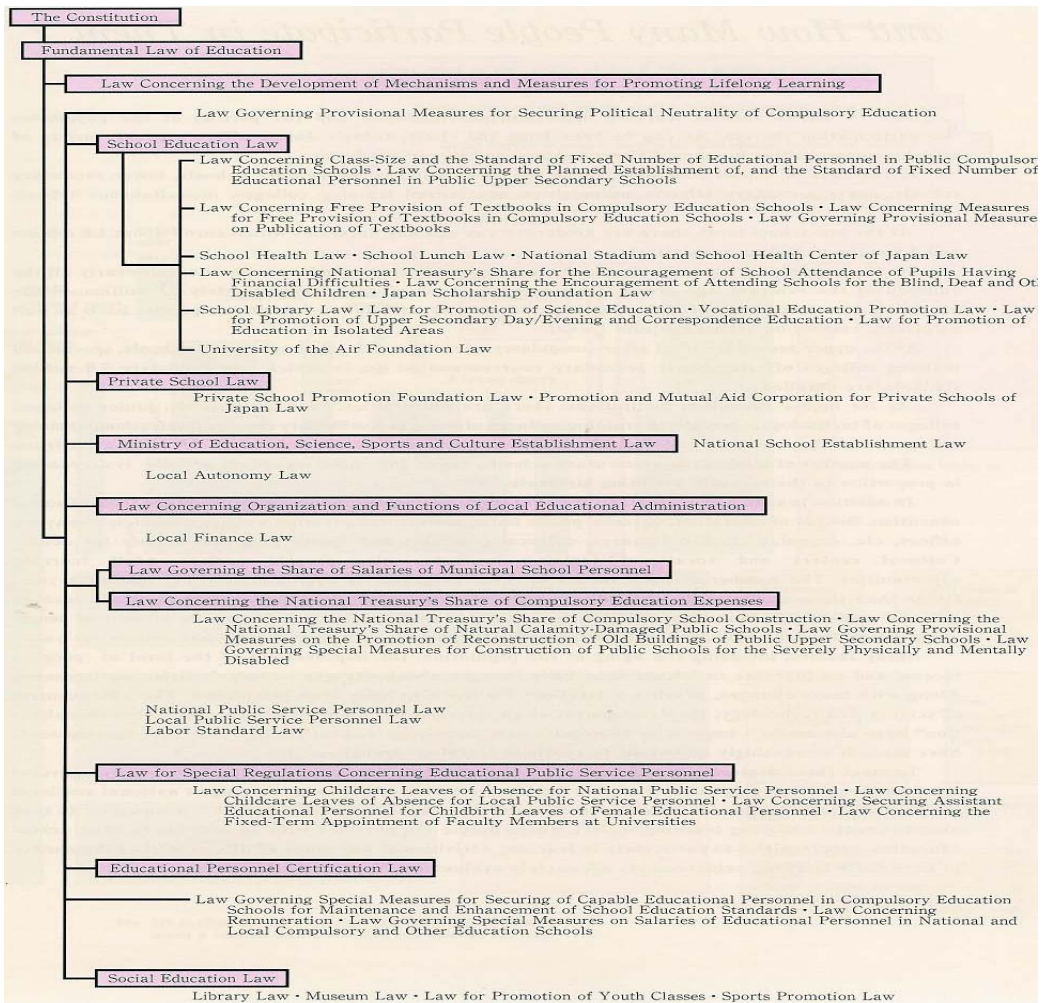 The Constitution
Fundamental Law of Education
Law Concerning the Development of Mechanisms and Measures for Promoting Lifelong Learning
Law Governing Provisional Measures for Securing Political Neutrality of Compulsory Education
School Education Law
Law Concerning Class-Size and the Standard of Fixed Number of Educational Personnel in Public Compulsor
Education Schools • Law Concerning the Planned Establishment of, and the Standard of Fixed Number of
Educational Personnel in Public Upper Secondary Schools
Law Concerning Free Provision of Textbooks in Compulsory Education Schools • Law Concerning Measures
for Free Provision of Textbooks in Compulsory Education Schools • Law Governing Provisional Measure
on Publication of Textbooks
School Health Law • School Lunch Law • National Stadium and School Health Center of Japan Law
Law Concerning National Treasury's Share for the Encouragement of School Attendance of Pupils Having
Financial Difficulties • Law Concerning the Encouragement of Attending Schools for the Blind, Deaf and Oth
Disabled Children • Japan Scholarship Foundation Law
School Library Law • Law for Promotion of Science Education • Vocational Education Promotion Law • Law
for Promotion of Upper Secondary Day/Evening and Correspondence Education • Law for Promotion of
Education in Isolated Areas
University of the Air Foundation Law
Private School Law
Private School Promotion Foundation Law • Promotion and Mutual Aid Corporation for Private Schools of
Japan Law
Ministry of Education, Science, Sports and Culture Establishment Law National School Establishment Law
Local Autonomy Law
Law Concerning Organization and Functions of Local Educational Administration
Local Finance Law
Law Governing the Share of Salaries of Municipal School Personnel
Law Concerning the National Treasury's Share of Compulsory Education Expenses
Law Concerning the National Treasury's Share of Compulsory School Construction • Law Concerning the
National Treasury's Share of Natural Calamity-Damaged Public Schools • Law Governing Provisional
Measures on the Promotion of Reconstruction of Old Buildings of Public Upper Secondary Schools • Law
Governing Special Measures for Construction of Public Schools for the Severely Physically and Mentally
Disabled
National Public Service Personnel Law
Local Public Service Personnel Law
Labor Standard Law
Law for Special Regulations Concerning Educational Public Service Personnel
Law Concerning Childcare Leaves of Absence for National Public Service Personnel • Law Concerning
Childcare Leaves of Absence for Local Public Service Personnel • Law Concerning Securing Assistant
Educational Personnel for Childbirth Leaves of Female Educational Personnel • Law Concerning the
Fixed-Term Appointment of Faculty Members at Universities
Educational Personnel Certification Law
Law Governing Special Measures for Securing of Capable Educational Personnel in Compulsory Education
Schools for Maintenance and Enhancement of School Education Standards • Law Concerning
Remuneration • Law Governing Special Measures on Salaries of Educational Personnel in National and
Local Compulsory and Other Education Schools
Social Education Law
Library Law • Museum Law • Law for Promotion of Youth Classes • Sports Promotion Law